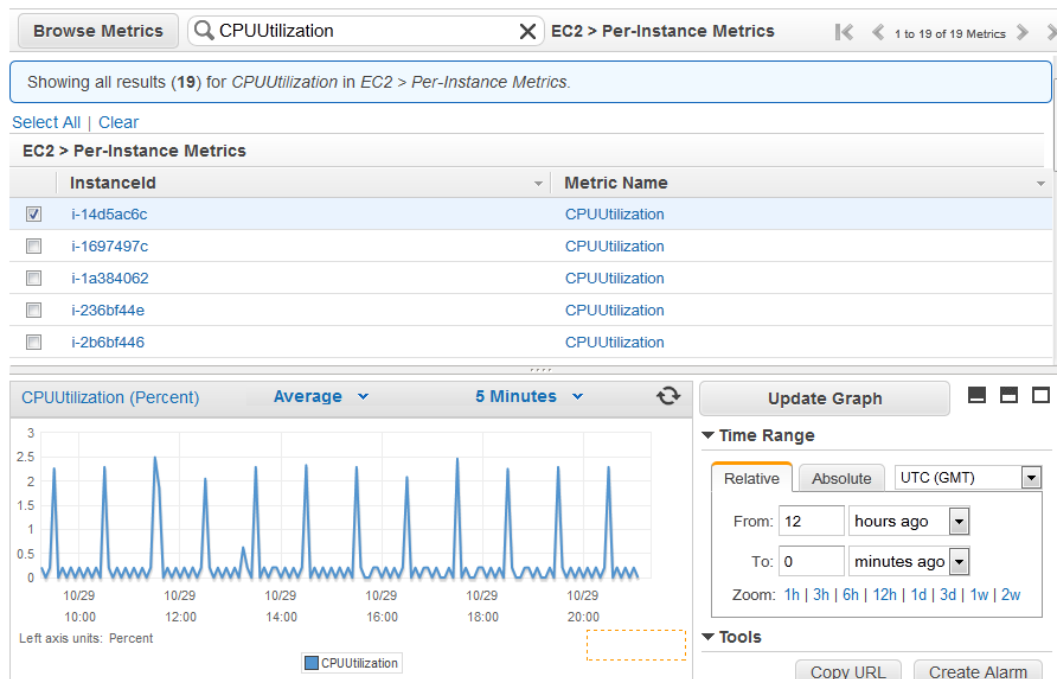 Browse Metrics CPUUtilization EC2 > Per-Instance Metrics 1 to 19 of 19 Metrics
Showing all results (19) for CPUUtilization in EC2 > Per-Instance Metrics.
Select All | Clear
EC2 > Per-Instance Metrics
InstanceId Metric Name
i-14d5ac6c CPUUtilization
i-1697497c CPUUtilization
i-1a384062 CPUUtilization
i-236bf44e CPUUtilization
i-2b6bf446 CPUUtilization
CPUUtilization (Percent) Average 5 Minutes
3
2.5
2
1.5
1
0.5
0
10/29 10/29 10/29 10/29 10/29 10/29
10:00 12:00 14:00 16:00 18:00 20:00
Left axis units: Percent
CPUUtilization
Update Graph
Time Range
Relative Absolute UTC (GMT)
From: 12 hours ago
To: 0 minutes ago
Zoom: 1h | 3h | 6h | 12h | 1d | 3d | 1w | 2w
Tools
Copy URL Create Alarm